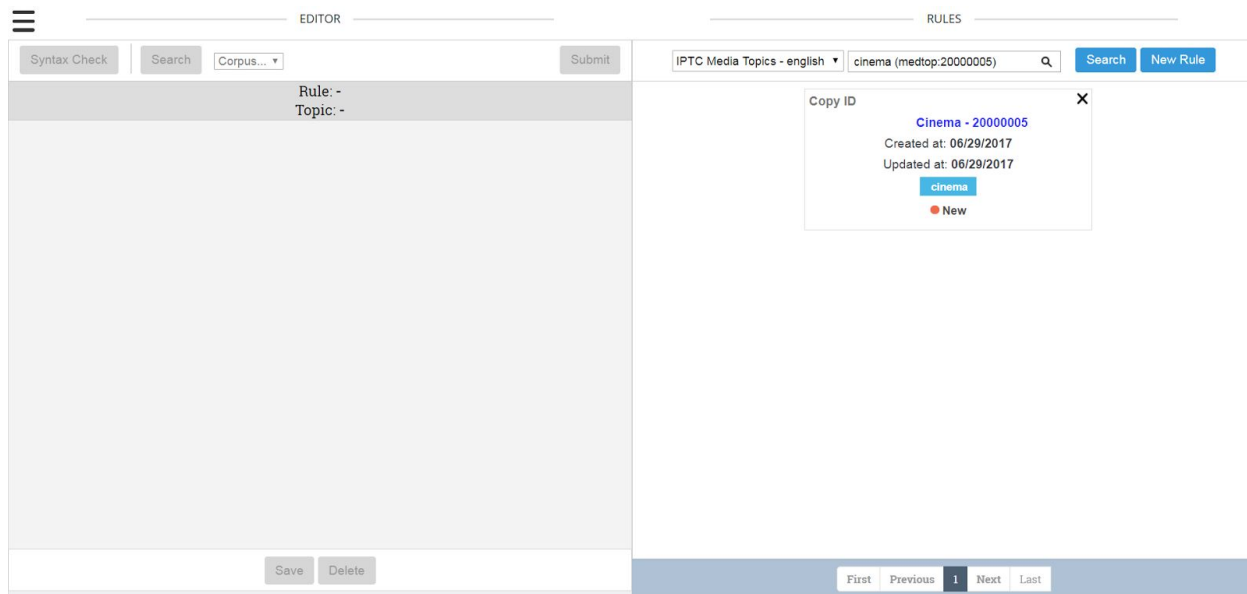 EDITOR
Syntax Check Search Corpus... Submit
Rule: -
Topic: -
Save Delete
RULES
IPTC Media Topics - english cinema (medtop:20000005) Search New Rule
Copy ID
Cinema - 20000005
Created at: 06/29/2017
Updated at: 06/29/2017
cinema
New
First Previous 1 Next Last